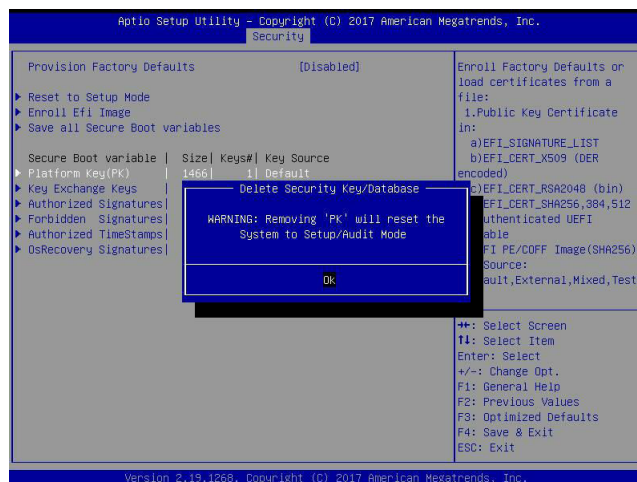 Aptio Setup Utility – Copyright (C) 2017 American Megatrends, Inc.
Security
Provision Factory Defaults [Disabled]
Reset to Setup Mode
Enroll Efi Image
Save all Secure Boot variables
Secure Boot variable | Size| Keys#| Key Source
Platform Key(PK) | 1466| 1| Default
Key Exchange Keys |
Authorized Signatures|
Forbidden Signatures|
Authorized TimeStamps|
OsRecovery Signatures|
Delete Security Key/Database
WARNING: Removing 'PK' will reset the
System to Setup/Audit Mode
Ok
Enroll Factory Defaults or
load certificates from a
file:
1.Public Key Certificate
in:
a)EFI_SIGNATURE_LIST
b)EFI_CERT_X509 (DER
encoded)
c)EFI_CERT_RSA2048 (bin)
EFI_CERT_SHA256,384,512
uthenticated UEFI
able
FI PE/COFF Image(SHA256)
Source:
ault,External,Mixed,Test
→←: Select Screen
↑↓: Select Item
Enter: Select
+/-: Change Opt.
F1: General Help
F2: Previous Values
F3: Optimized Defaults
F4: Save & Exit
ESC: Exit
Version 2.19.1268. Copyright (C) 2017 American Megatrends, Inc.